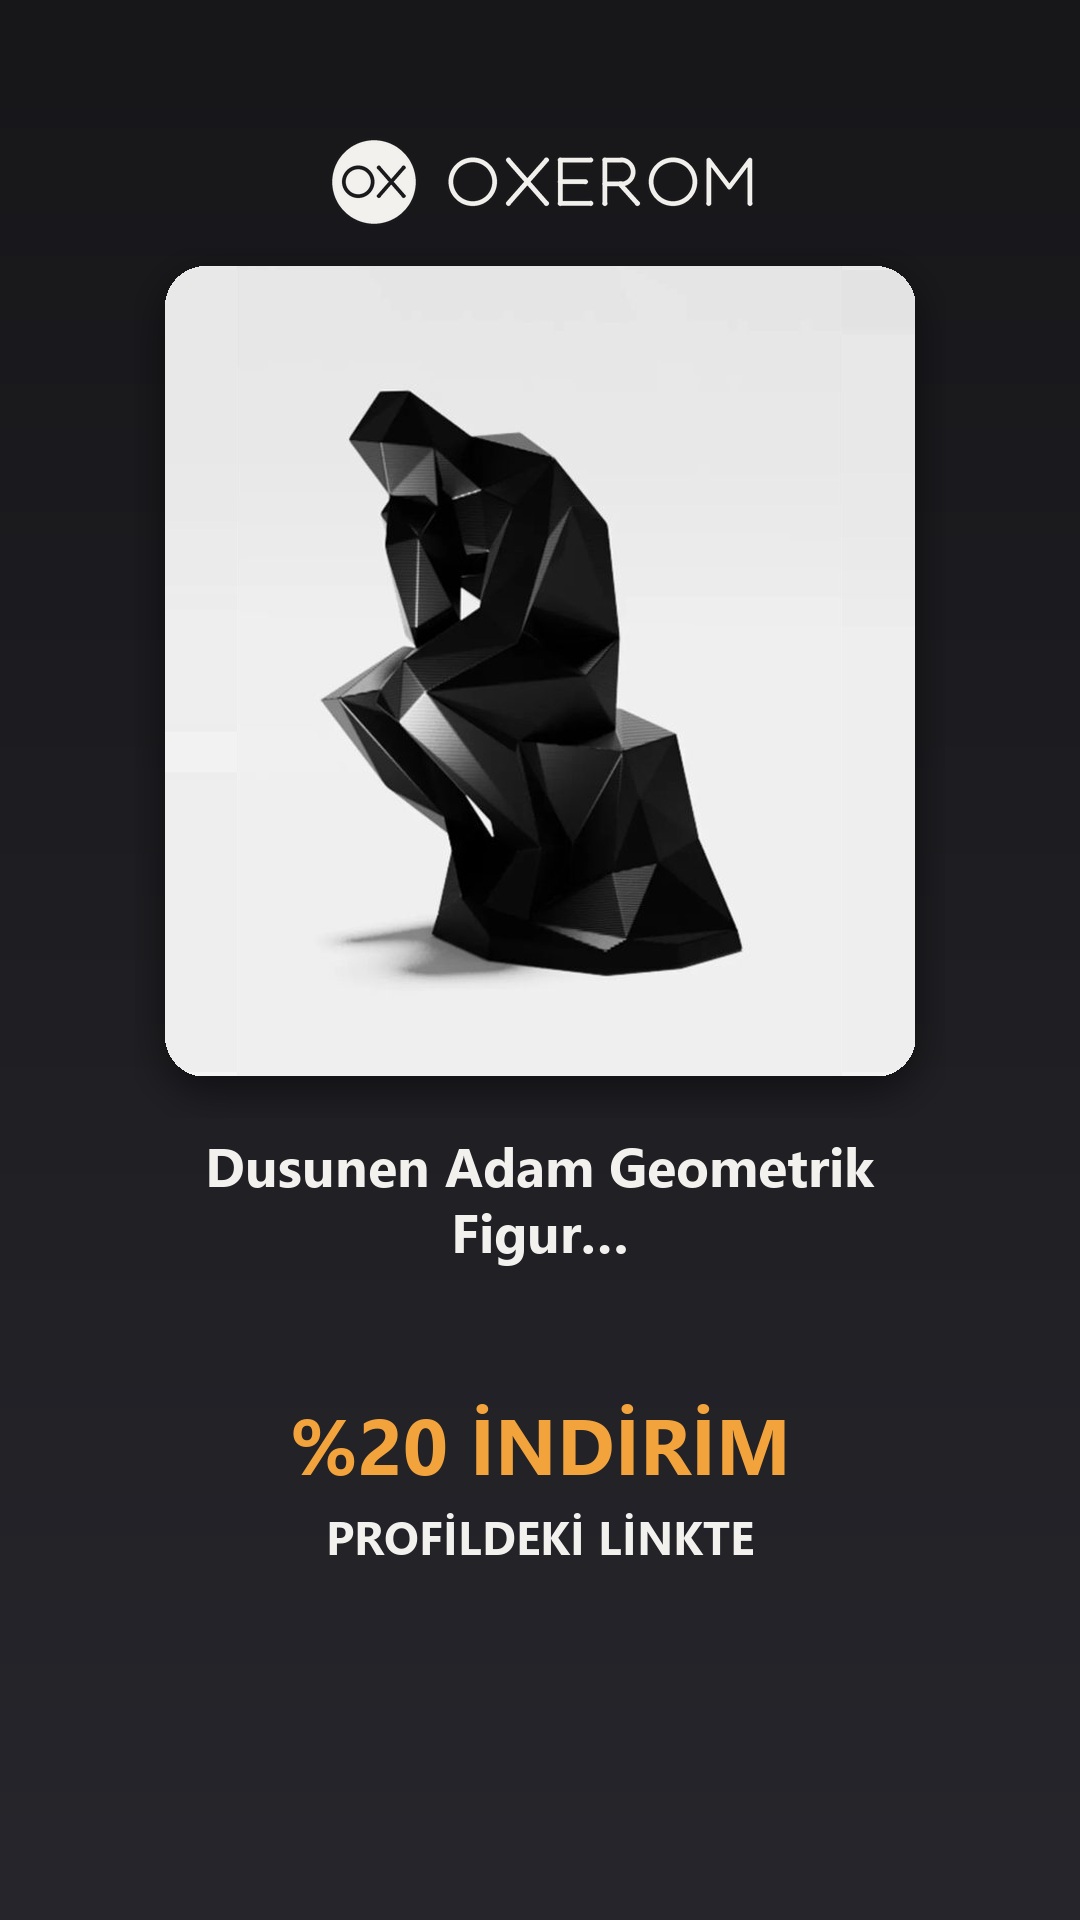 OX OXEROM
Dusunen Adam Geometrik
Figur...
%20 İNDİRİM
PROFİLDEKİ LİNKTE